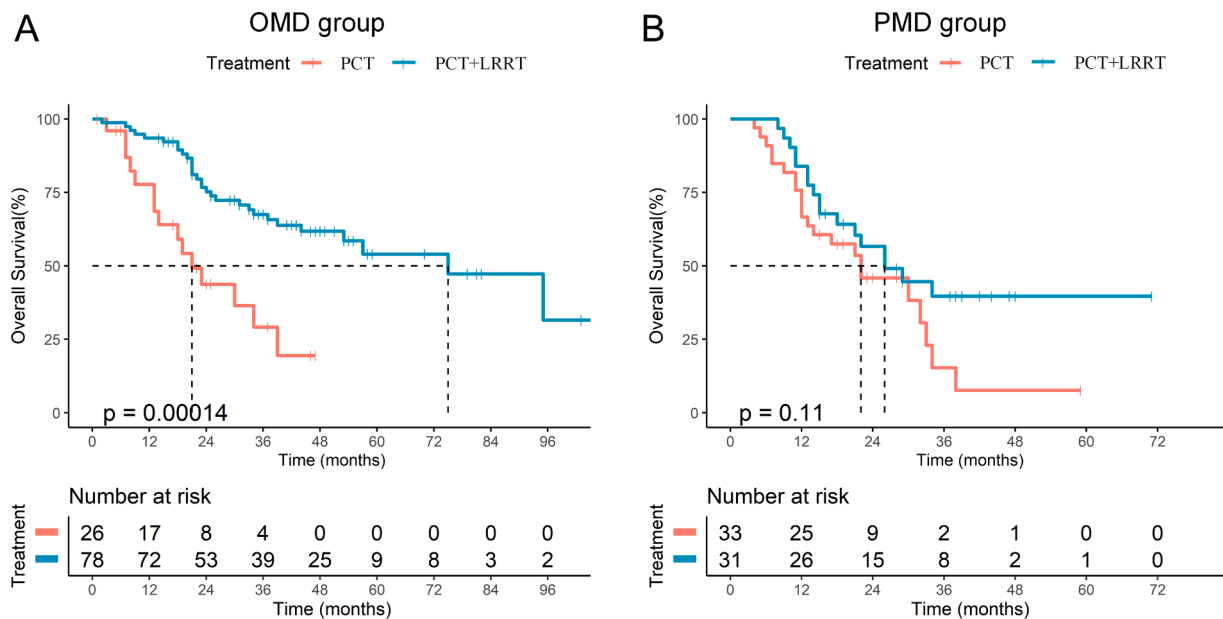 A
OMD group
Treatment PCT PCT+LRRT
Overall Survival(%)
100
75
50
25
0
p = 0.00014
0 12 24 36 48 60 72 84 96
Time (months)
Number at risk
Treatment
26 17 8 4 0 0 0 0 0
78 72 53 39 25 9 8 3 2
0 12 24 36 48 60 72 84 96
Time (months)
B
PMD group
Treatment PCT PCT+LRRT
Overall Survival(%)
100
75
50
25
0
p = 0.11
0 12 24 36 48 60 72
Time (months)
Number at risk
Treatment
33 25 9 2 1 0 0
31 26 15 8 2 1 0
0 12 24 36 48 60 72
Time (months)